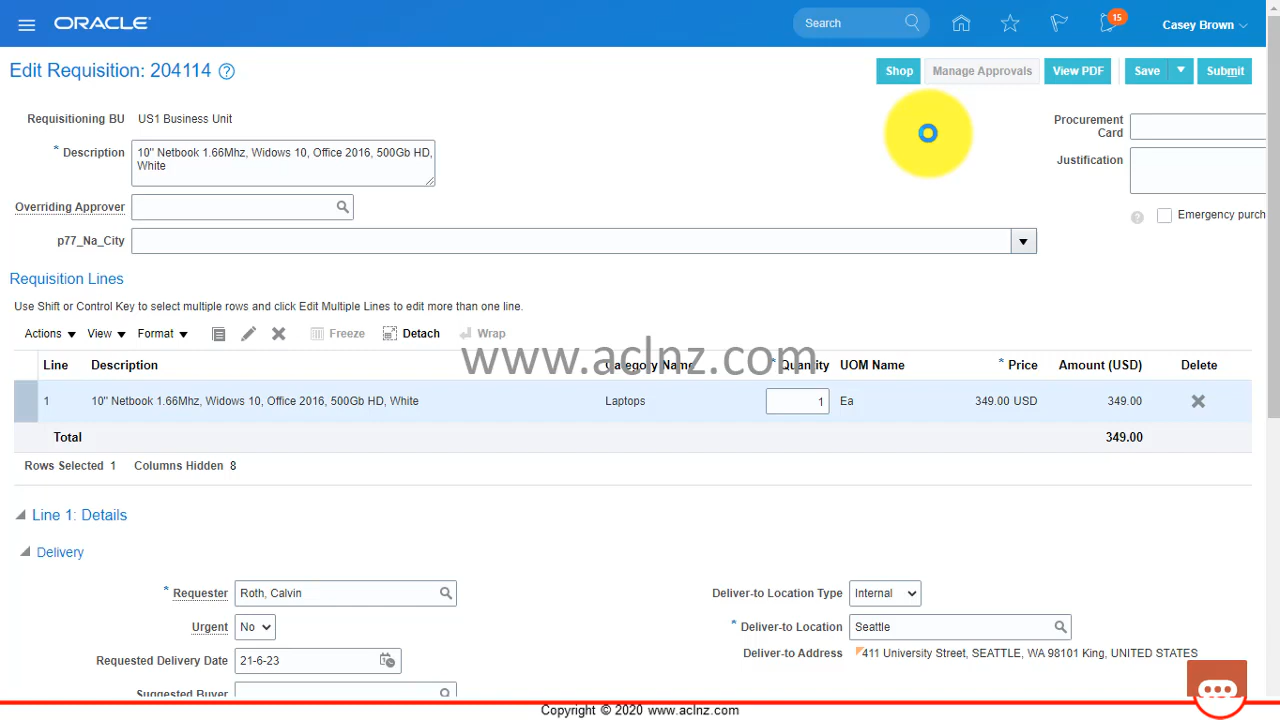 ORACLE
Search
15
Casey Brown
Edit Requisition: 204114 ?
Shop
Manage Approvals
View PDF
Save
Submit
Requisitioning BU US1 Business Unit
* Description 10" Netbook 1.66Mhz, Widows 10, Office 2016, 500Gb HD,
White
Procurement
Card
Justification
Overriding Approver
? Emergency purch
p77_Na_City
Requisition Lines
Use Shift or Control Key to select multiple rows and click Edit Multiple Lines to edit more than one line.
Actions View Format Freeze Detach Wrap
www.aclnz.com
Line Description Category Name * Quantity UOM Name * Price Amount (USD) Delete
1 10" Netbook 1.66Mhz, Widows 10, Office 2016, 500Gb HD, White Laptops 1 Ea 349.00 USD 349.00
Total 349.00
Rows Selected 1 Columns Hidden 8
Line 1: Details
Delivery
* Requester Roth, Calvin
Deliver-to Location Type Internal
Urgent No
* Deliver-to Location Seattle
Requested Delivery Date 21-6-23
Deliver-to Address 411 University Street, SEATTLE, WA 98101 King, UNITED STATES
Suggested Buyer
Copyright © 2020 www.aclnz.com